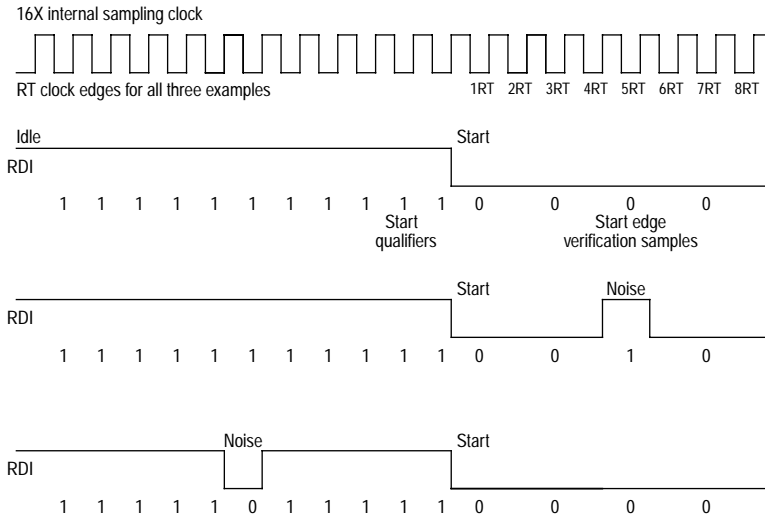 16X internal sampling clock
RT clock edges for all three examples
1RT 2RT 3RT 4RT 5RT 6RT 7RT 8RT
Idle
Start
RDI
1 1 1 1 1 1 1 1 1 1 1 0 0 0 0
Start
qualifiers
Start edge
verification samples
Start
Noise
RDI
1 1 1 1 1 1 1 1 1 1 1 0 0 1 0
Noise
Start
RDI
1 1 1 1 1 0 1 1 1 1 1 0 0 0 0